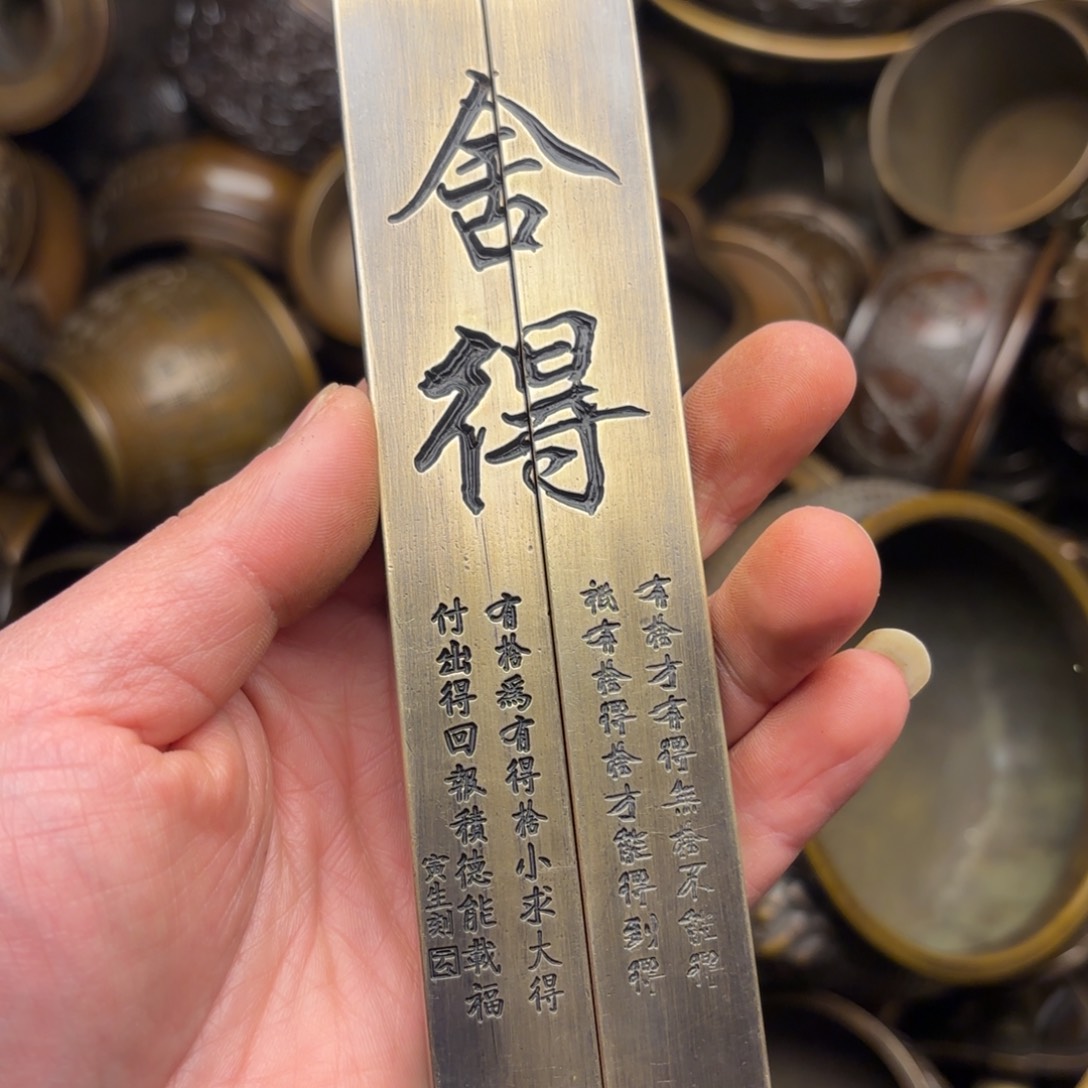 舍得
有捨才有得無捨不能得
祇有捨得捨才能得到得
有捨爲有得捨小求大得
付出得回報積德能載福
寅生刻